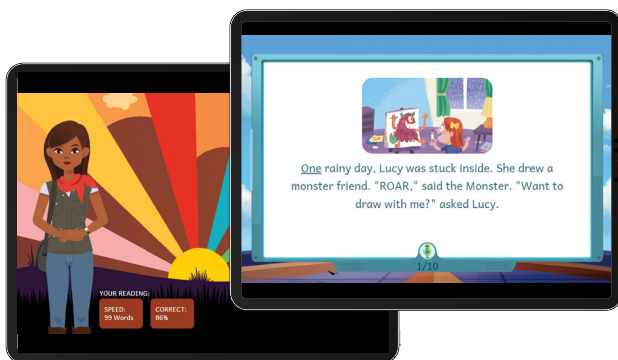 One rainy day, Lucy was stuck inside. She drew a
monster friend. "ROAR," said the Monster. "Want to
draw with me?" asked Lucy.
1/10
YOUR READING:
SPEED:
99 Words
CORRECT:
86%